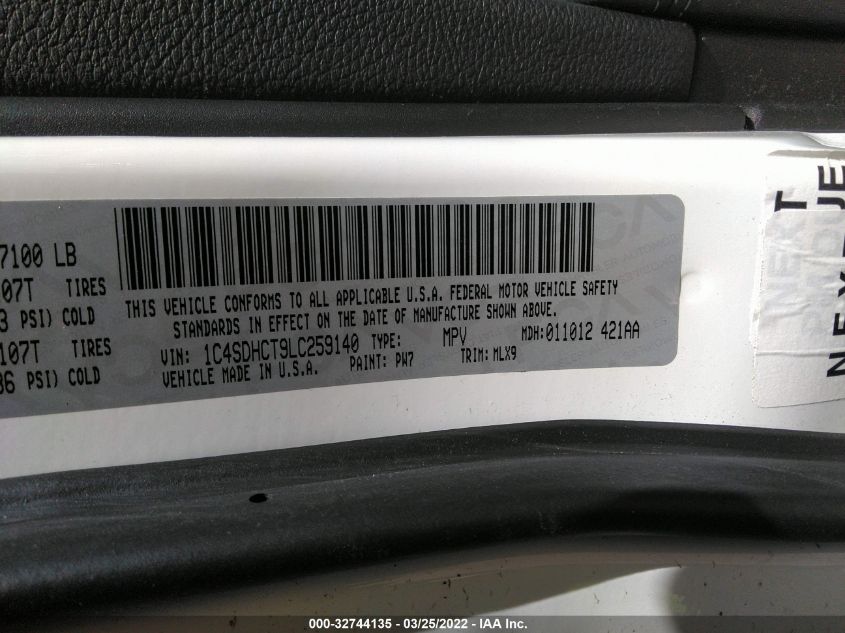 7100 LB
07T TIRES
3 PSI) COLD
107T TIRES
36 PSI) COLD
THIS VEHICLE CONFORMS TO ALL APPLICABLE U.S.A. FEDERAL MOTOR VEHICLE SAFETY
STANDARDS IN EFFECT ON THE DATE OF MANUFACTURE SHOWN ABOVE.
VIN: 1C4SDHCT9LC259140 TYPE: MPV MDH:011012 421AA
VEHICLE MADE IN U.S.A. PAINT: PW7 TRIM: MLX9
NEXT
000-32744135 - 03/25/2022 - IAA Inc.